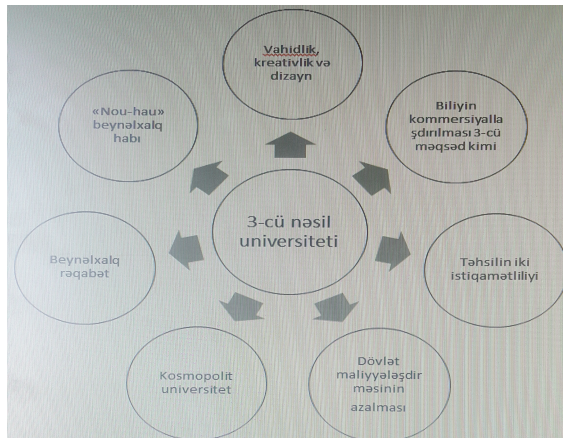 Vahidlik,
kreativlik və
dizayn
«Nou-hau»
beynəlxalq
habı
Biliyin
kommersiyalla
şdırılması 3-cü
məqsəd kimi
3-cü nəsil
universiteti
Beynəlxalq
rəqabət
Təhsilin iki
istiqamətliliyi
Kosmopolit
universitet
Dövlət
maliyyələşdir
məsinin
azalması